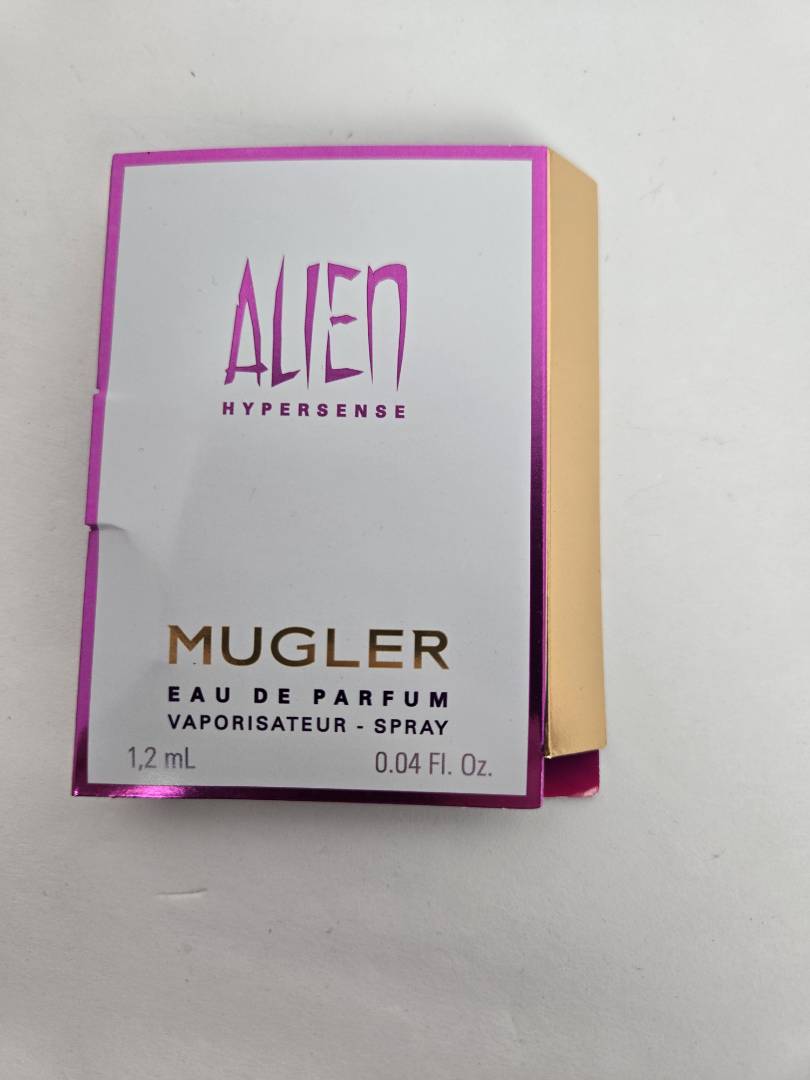 ALIEN
HYPERSENSE
MUGLER
EAU DE PARFUM
VAPORISATEUR - SPRAY
1,2 mL 0.04 Fl. Oz.